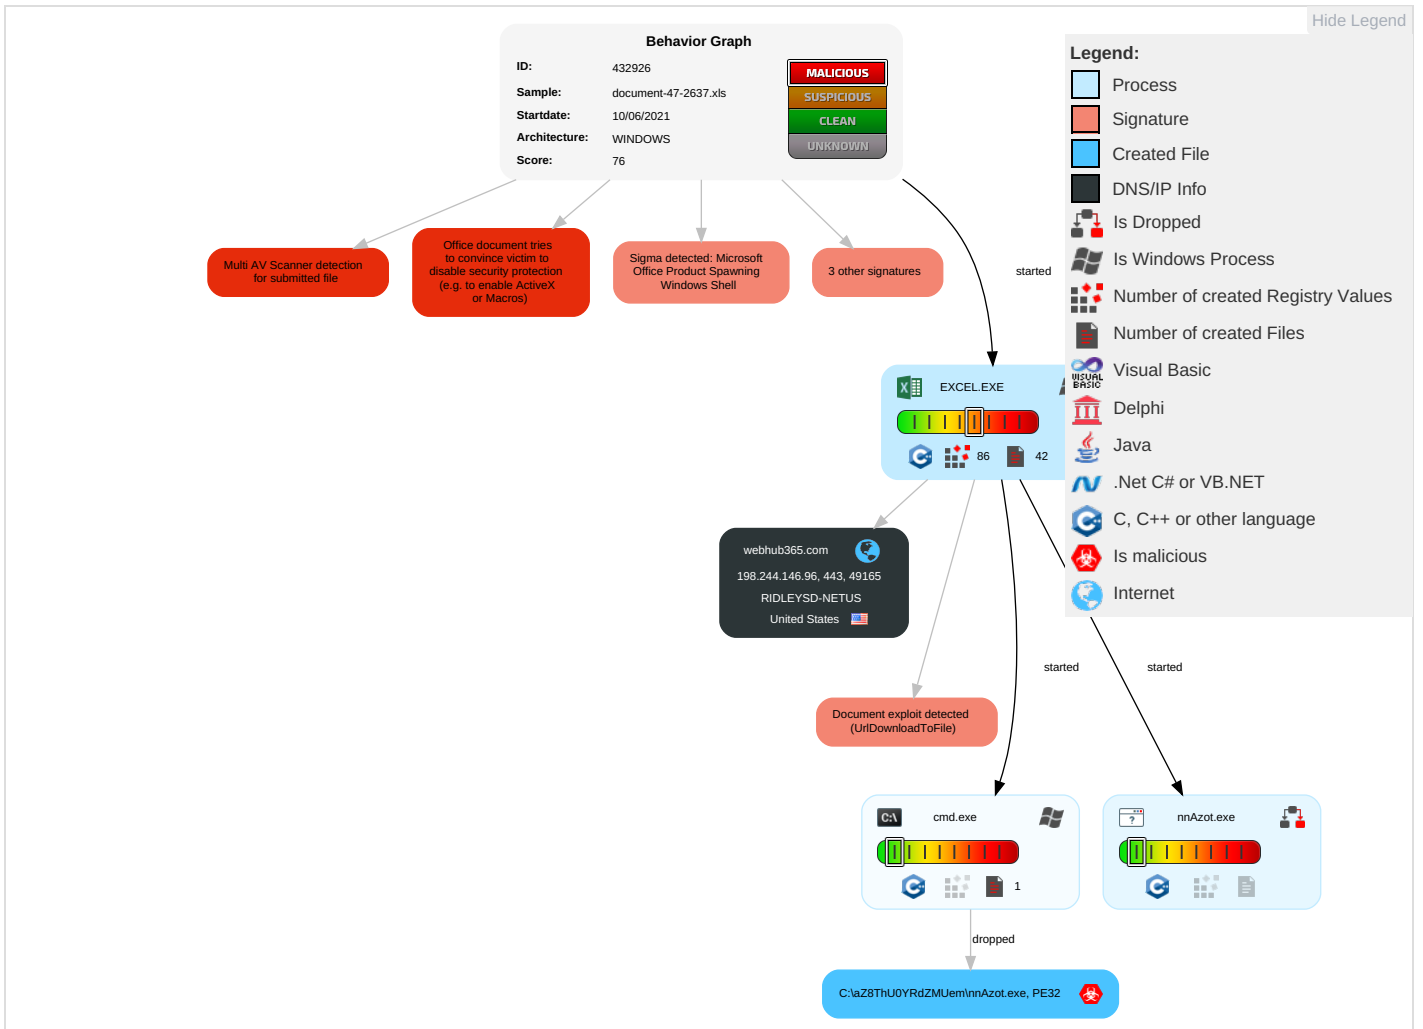 Hide Legend
Behavior Graph
ID: 432926
Sample: document-47-2637.xls
Startdate: 10/06/2021
Architecture: WINDOWS
Score: 76
MALICIOUS
SUSPICIOUS
CLEAN
UNKNOWN
Legend:
Process
Signature
Created File
DNS/IP Info
Is Dropped
Is Windows Process
Number of created Registry Values
Number of created Files
VISUAL
BASIC
Visual Basic
Delphi
Java
.Net C# or VB.NET
C, C++ or other language
Is malicious
Internet
Multi AV Scanner detection
for submitted file
Office document tries
to convince victim to
disable security protection
(e.g. to enable ActiveX
or Macros)
Sigma detected: Microsoft
Office Product Spawning
Windows Shell
3 other signatures
started
EXCEL.EXE
86
42
webhub365.com
198.244.146.96, 443, 49165
RIDLEYSD-NETUS
United States
started
started
Document exploit detected
(UrlDownloadToFile)
C:\
cmd.exe
1
?
nnAzot.exe
dropped
C:\aZ8ThU0YRdZMUem\nnAzot.exe, PE32